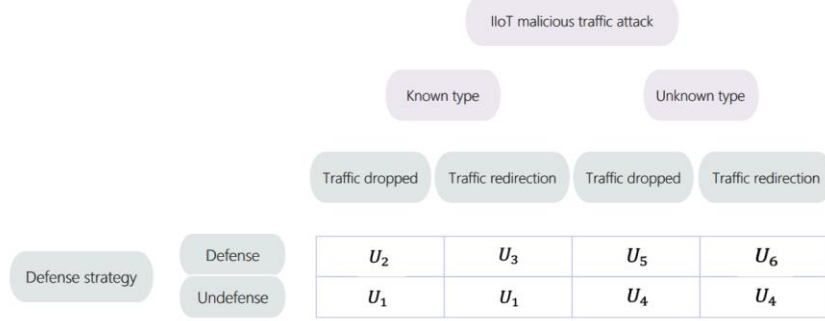 IIoT malicious traffic attack
Known type Unknown type
Traffic dropped Traffic redirection Traffic dropped Traffic redirection
Defense strategy
Defense U₂ U₃ U₅ U₆
Undefense U₁ U₁ U₄ U₄